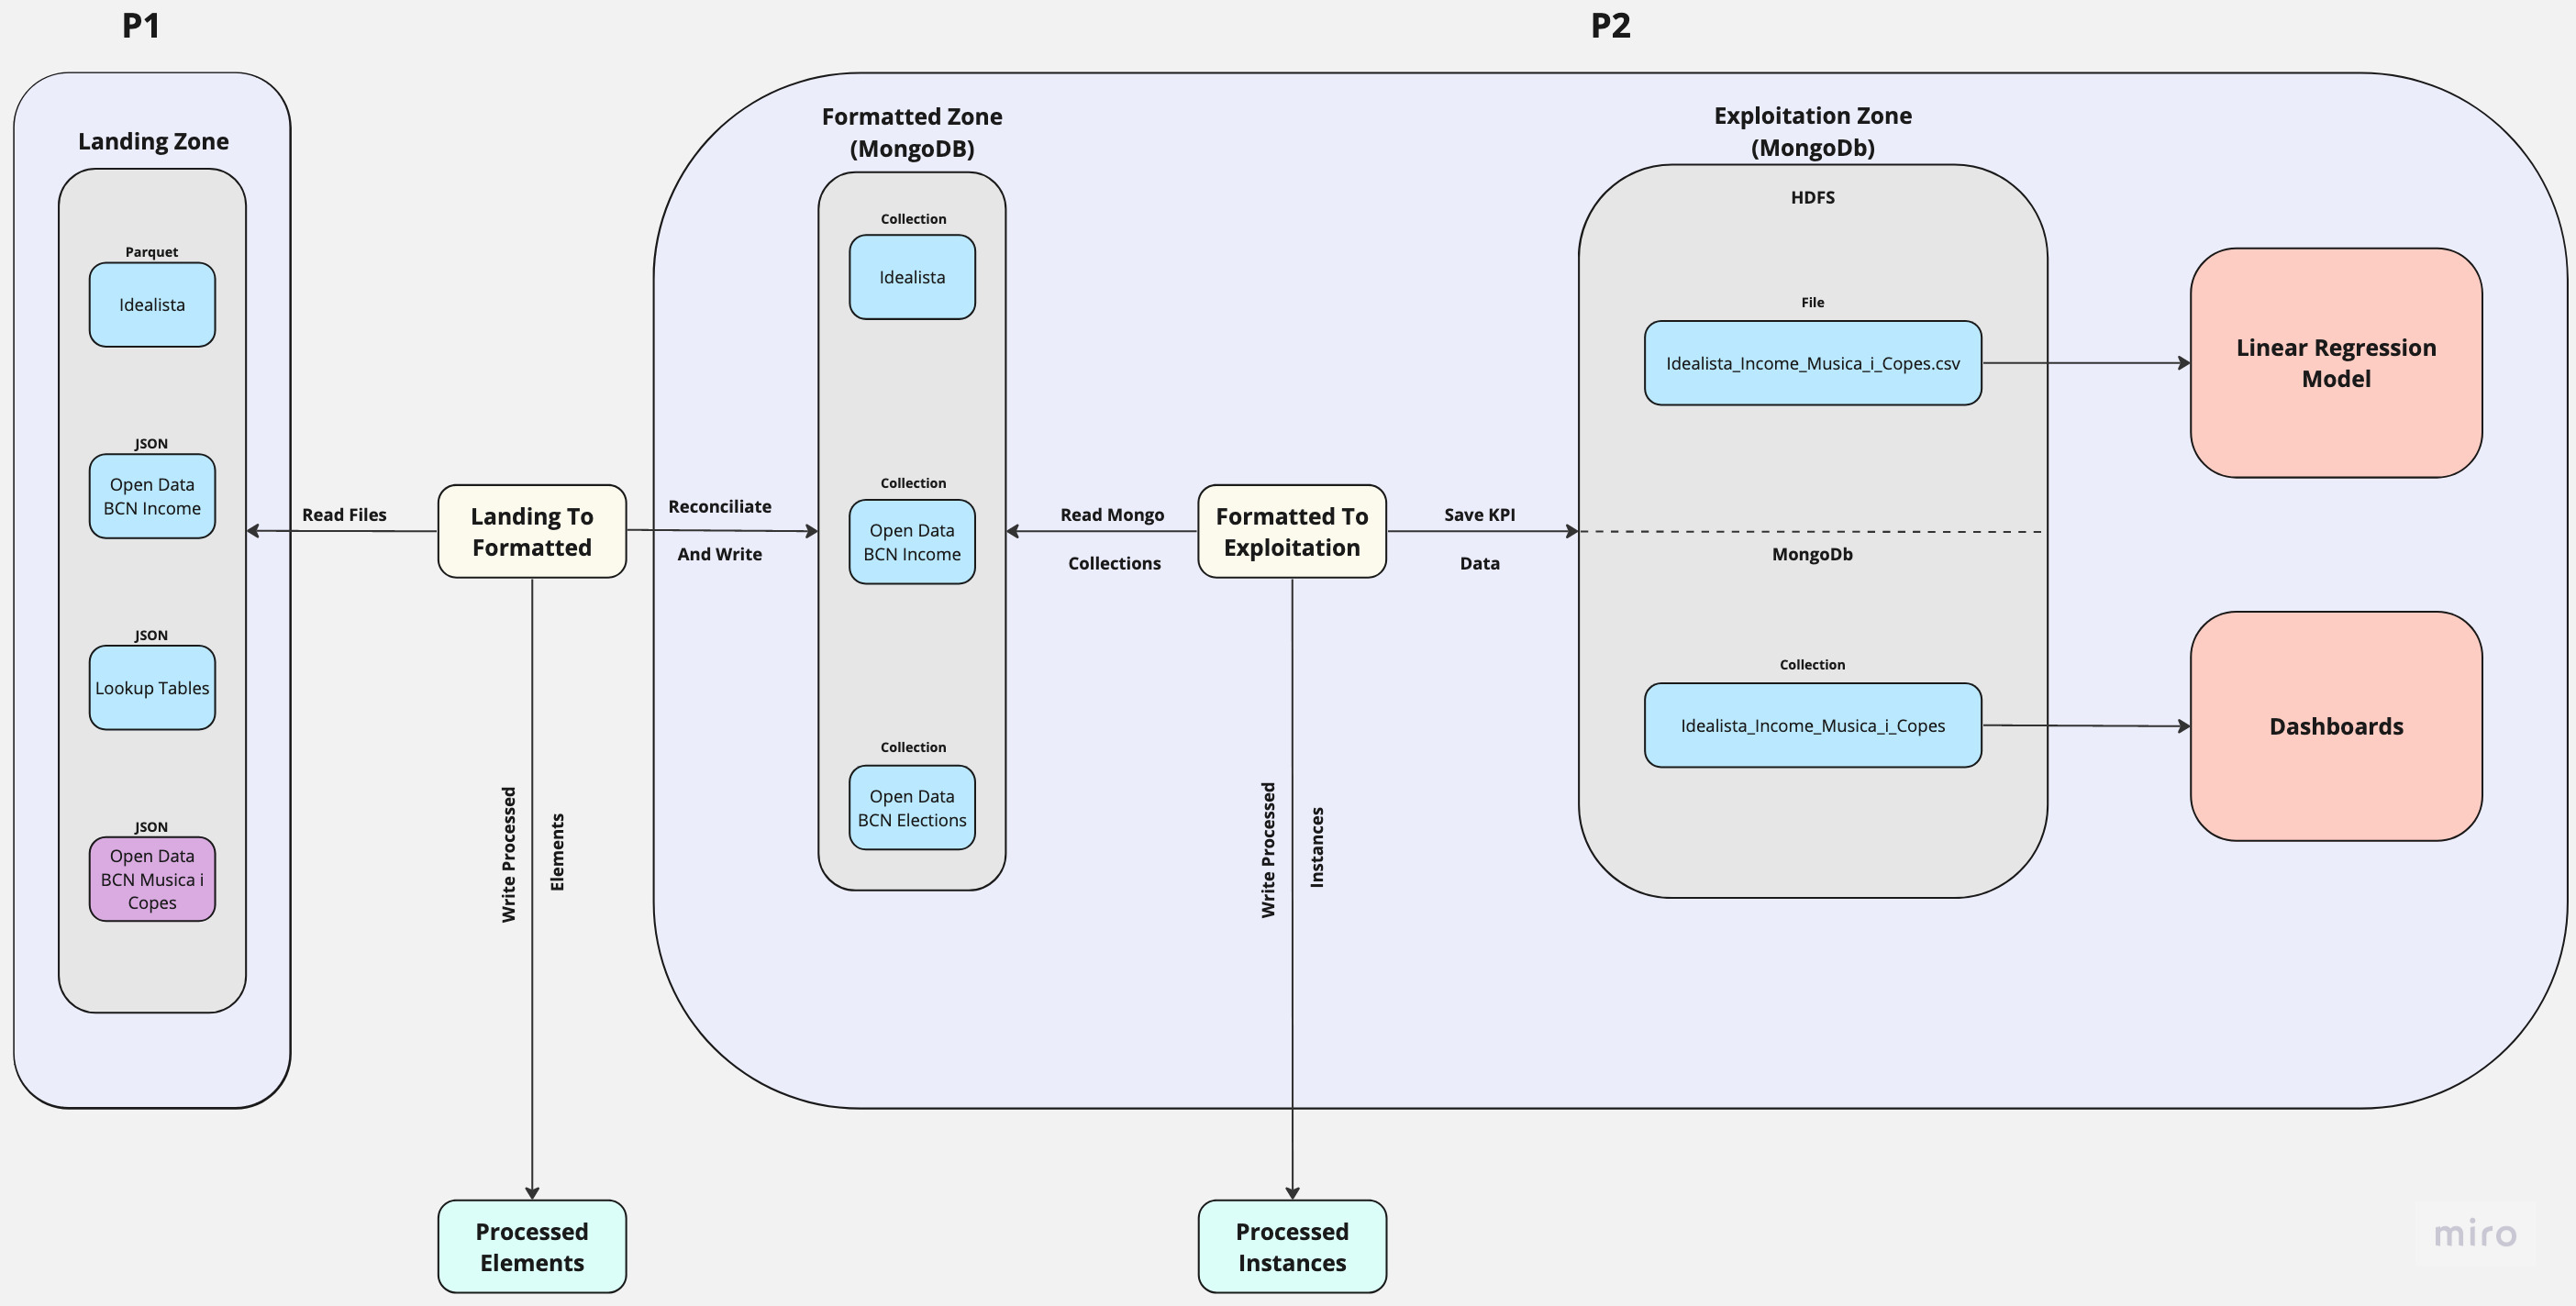 P1
P2
Landing Zone
Parquet
Idealista
JSON
Open Data
BCN Income
JSON
Lookup Tables
JSON
Open Data
BCN Musica i
Copes
Read Files
Landing To
Formatted
Reconciliate
And Write
Write Processed
Elements
Processed
Elements
Formatted Zone
(MongoDB)
Collection
Idealista
Collection
Open Data
BCN Income
Collection
Open Data
BCN Elections
Read Mongo
Collections
Formatted To
Exploitation
Save KPI
Data
Write Processed
Instances
Processed
Instances
Exploitation Zone
(MongoDb)
HDFS
File
Idealista_Income_Musica_i_Copes.csv
MongoDb
Collection
Idealista_Income_Musica_i_Copes
Linear Regression
Model
Dashboards
miro